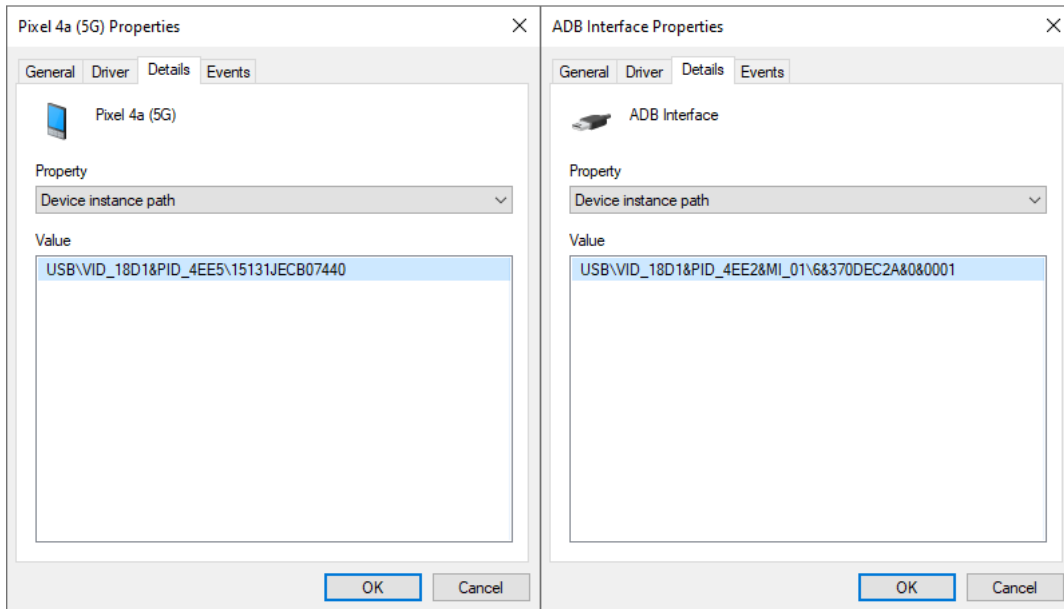 Pixel 4a (5G) Properties
General Driver Details Events
Pixel 4a (5G)
Property
Device instance path
Value
USB\VID_18D1&PID_4EE5\15131JECB07440
OK Cancel
ADB Interface Properties
General Driver Details Events
ADB Interface
Property
Device instance path
Value
USB\VID_18D1&PID_4EE2&MI_01\6&370DEC2A&0&0001
OK Cancel